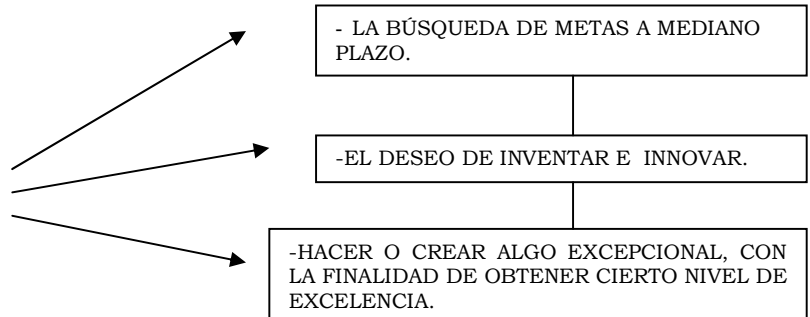 - LA BÚSQUEDA DE METAS A MEDIANO
PLAZO.
-EL DESEO DE INVENTAR E INNOVAR.
-HACER O CREAR ALGO EXCEPCIONAL, CON
LA FINALIDAD DE OBTENER CIERTO NIVEL DE
EXCELENCIA.